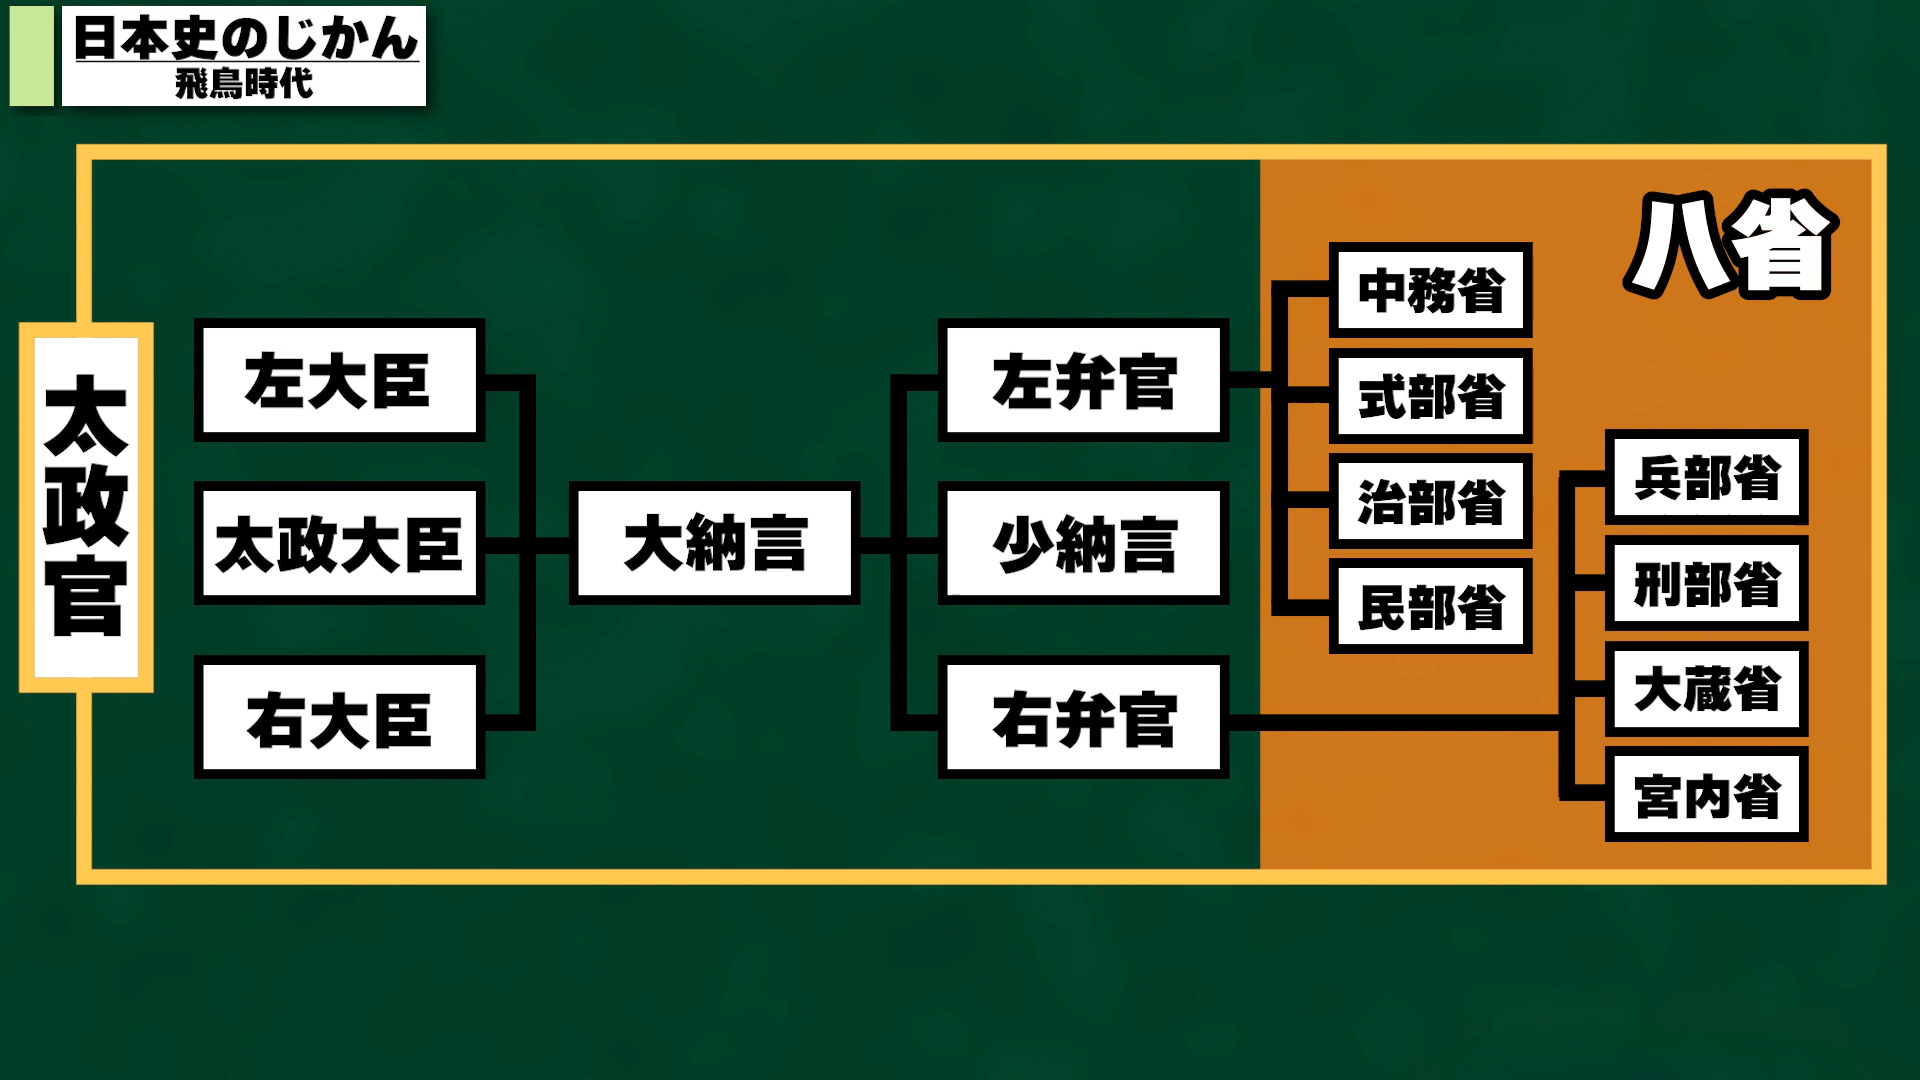 日本史のじかん
飛鳥時代
太政官
左大臣
太政大臣
右大臣
大納言
左弁官
少納言
右弁官
八省
中務省
式部省
治部省
民部省
兵部省
刑部省
大蔵省
宮内省